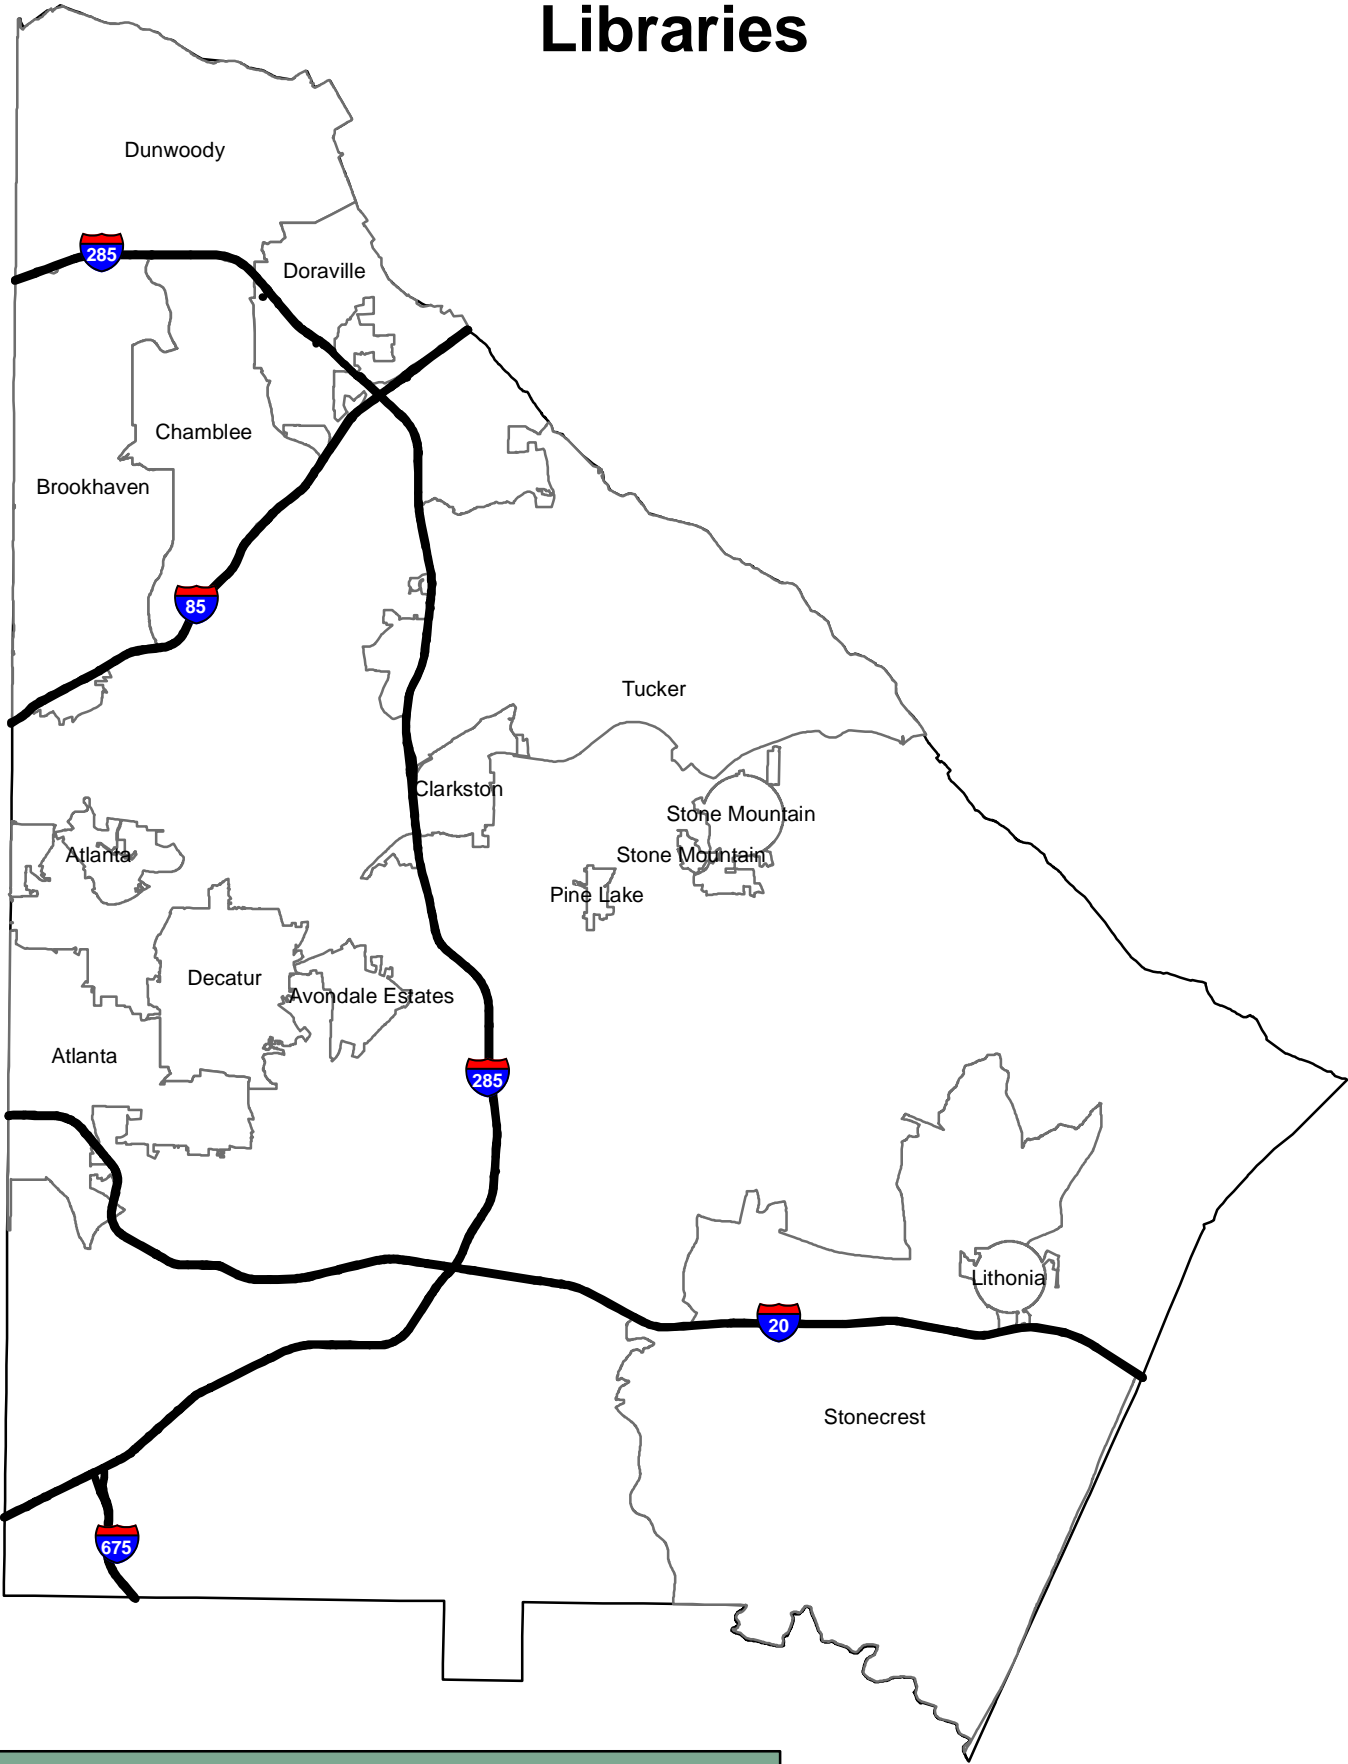 Libraries
Dunwoody
285
Doraville
Chamblee
Brookhaven
85
Tucker
Clarkston
Stone Mountain
Atlanta
Stone Mountain
Pine Lake
Decatur
Avondale Estates
Atlanta
285
Lithonia
20
Stonecrest
675